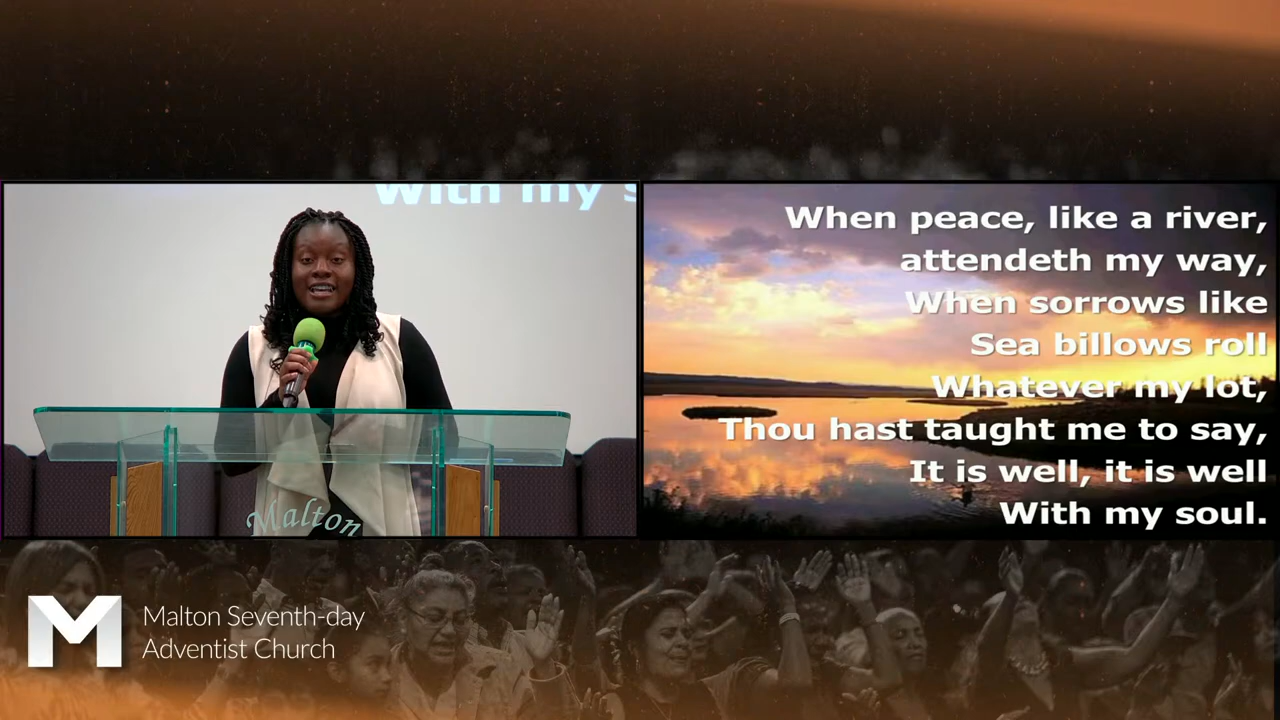 With my s
When peace, like a river,
attendeth my way,
When sorrows like
Sea billows roll
Whatever my lot,
Thou hast taught me to say,
It is well, it is well
With my soul.
Malton
M
Malton Seventh-day
Adventist Church